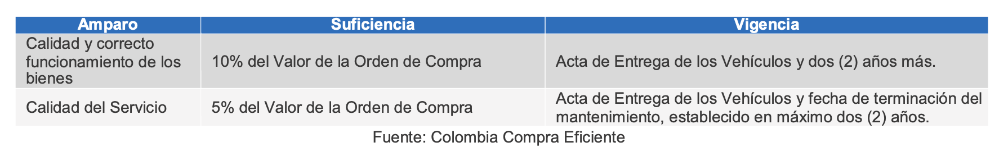 Amparo Suficiencia Vigencia
Calidad y correcto
funcionamiento de los
bienes
10% del Valor de la Orden de Compra
Acta de Entrega de los Vehículos y dos (2) años más.
Calidad del Servicio
5% del Valor de la Orden de Compra
Acta de Entrega de los Vehículos y fecha de terminación del
mantenimiento, establecido en máximo dos (2) años.
Fuente: Colombia Compra Eficiente